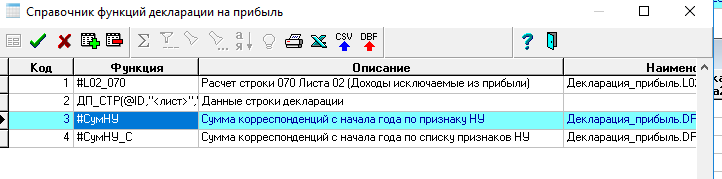 Справочник функций декларации на прибыль
Σ
CSV
DBF
?
Код Функция Описание Наимено
1 #L02_070 Расчет строки 070 Листа 02 (Доходы исключаемые из прибыли) Декларация_прибыль.L02
2 ДП_СТР(@ID,"<лист>"," Данные строки декларации
3 #СумНУ Сумма корреспонденций с начала года по признаку НУ Декларация_прибыль.DF
4 #СумНУ_С Сумма корреспонденций с начала года по списку признаков НУ Декларация_прибыль.DF